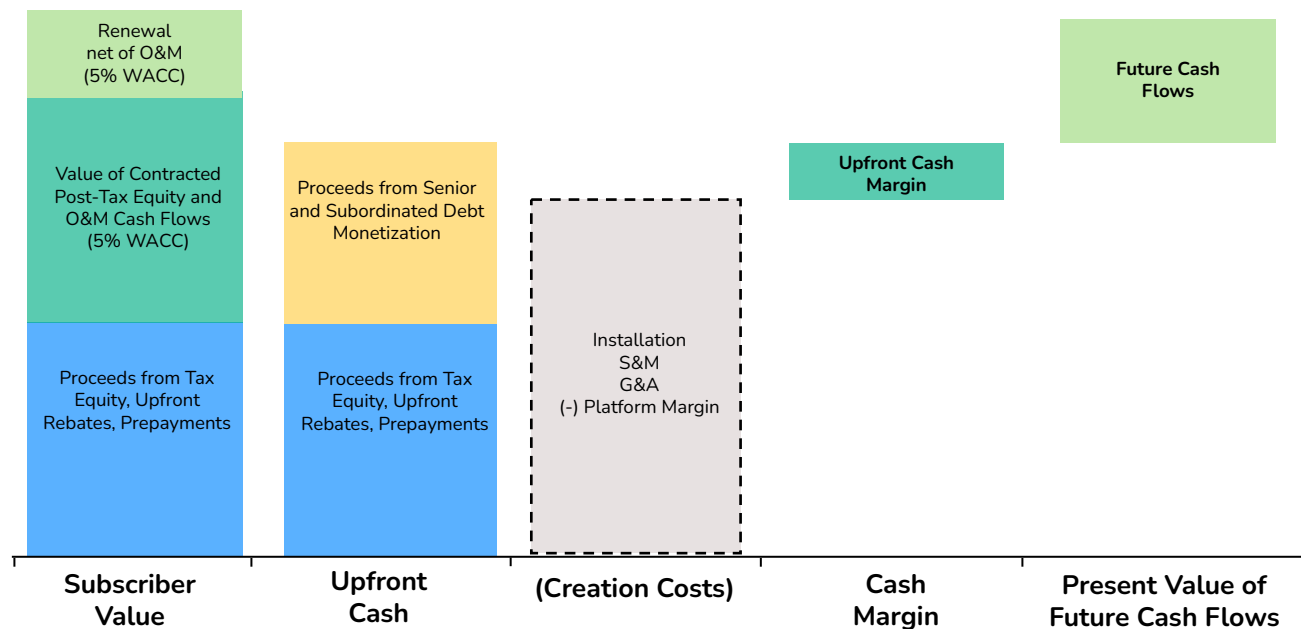 Renewal
net of O&M
(5% WACC)
Value of Contracted
Post-Tax Equity and
O&M Cash Flows
(5% WACC)
Proceeds from Tax
Equity, Upfront
Rebates, Prepayments
Proceeds from Senior
and Subordinated Debt
Monetization
Proceeds from Tax
Equity, Upfront
Rebates, Prepayments
Installation
S&M
G&A
(-) Platform Margin
Upfront Cash
Margin
Future Cash
Flows
Subscriber
Value
Upfront
Cash
(Creation Costs)
Cash
Margin
Present Value of
Future Cash Flows